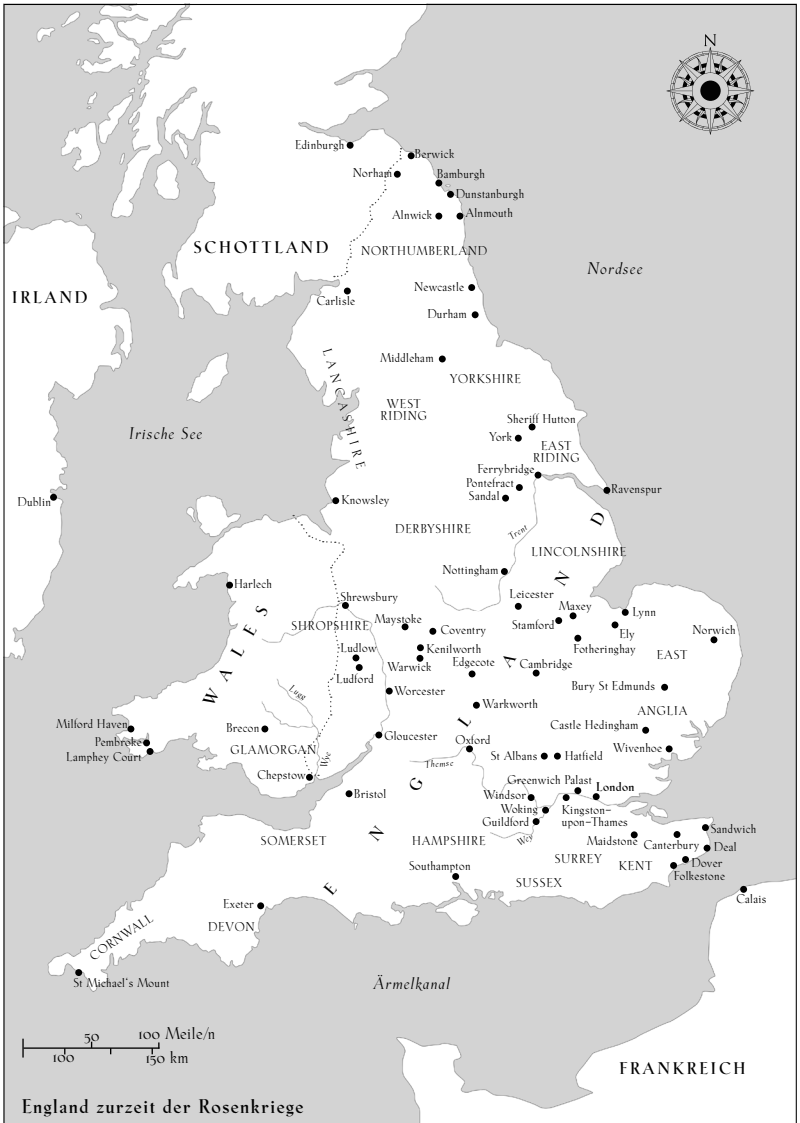 N
Edinburgh
Berwick
Norham
Bamburgh
Dunstanburgh
Alnwick
Alnmouth
SCHOTTLAND
NORTHUMBERLAND
Nordsee
IRLAND
Newcastle
Carlisle
Durham
Middleham
YORKSHIRE
LANCASHIRE
WEST
RIDING
Sheriff Hutton
Irische See
York
EAST
RIDING
Ferrybridge
Pontefract
Sandal
Ravenspur
Dublin
Knowsley
DERBYSHIRE
Trent
LINCOLNSHIRE
Nottingham
Harlech
Shrewsbury
Leicester
Maxey
Lynn
SHROPSHIRE
Maystoke
Coventry
Stamford
Ely
Norwich
Fotheringhay
WALES
Ludlow
Kenilworth
EAST
Ludford
Warwick
Edgecote
Cambridge
Lugg
Worcester
Bury St Edmunds
Warkworth
ANGLIA
Milford Haven
Brecon
Gloucester
Castle Hedingham
Pembroke
GLAMORGAN
Oxford
Wivenhoe
Lamphey Court
Wye
Themse
St Albans
Hatfield
Chepstow
Greenwich Palast
London
Bristol
Windsor
Woking
Kingston-
upon-Thames
Guildford
Wey
ENGLAND
SOMERSET
HAMPSHIRE
Maidstone
Canterbury
Sandwich
Deal
SURREY
KENT
Dover
Folkestone
Southampton
SUSSEX
Calais
Exeter
DEVON
CORNWALL
St Michael's Mount
Ärmelkanal
50 100 Meile/n
100 150 km
FRANKREICH
England zurzeit der Rosenkriege